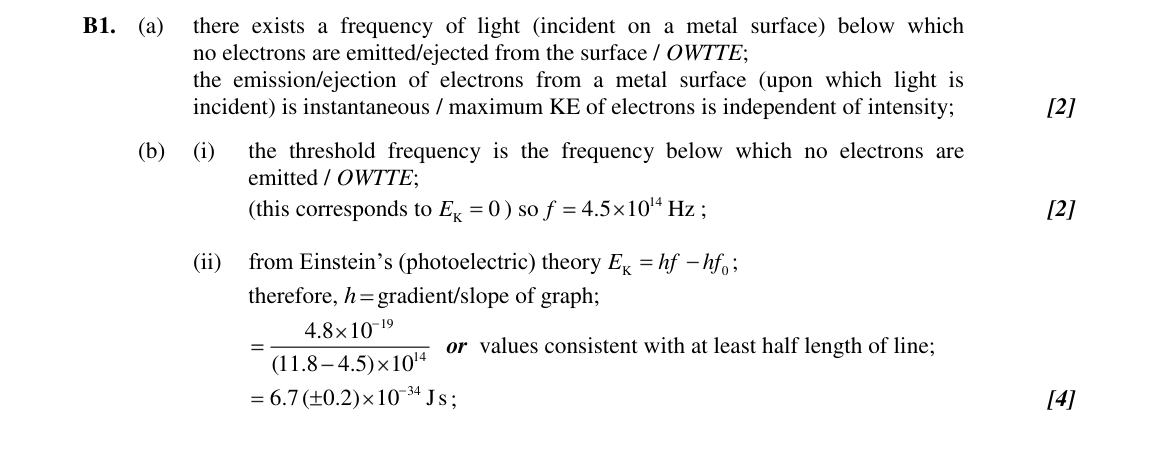 B1. (a) there exists a frequency of light (incident on a metal surface) below which
no electrons are emitted/ejected from the surface / OWTTE;
the emission/ejection of electrons from a metal surface (upon which light is
incident) is instantaneous / maximum KE of electrons is independent of intensity; [2]
(b) (i) the threshold frequency is the frequency below which no electrons are
emitted / OWTTE;
(this corresponds to E_K = 0) so f = 4.5×10^14 Hz; [2]
(ii) from Einstein's (photoelectric) theory E_K = hf − hf_0;
therefore, h = gradient/slope of graph;
= 4.8×10^−19 / (11.8−4.5)×10^14 or values consistent with at least half length of line;
= 6.7(±0.2)×10^−34 Js; [4]